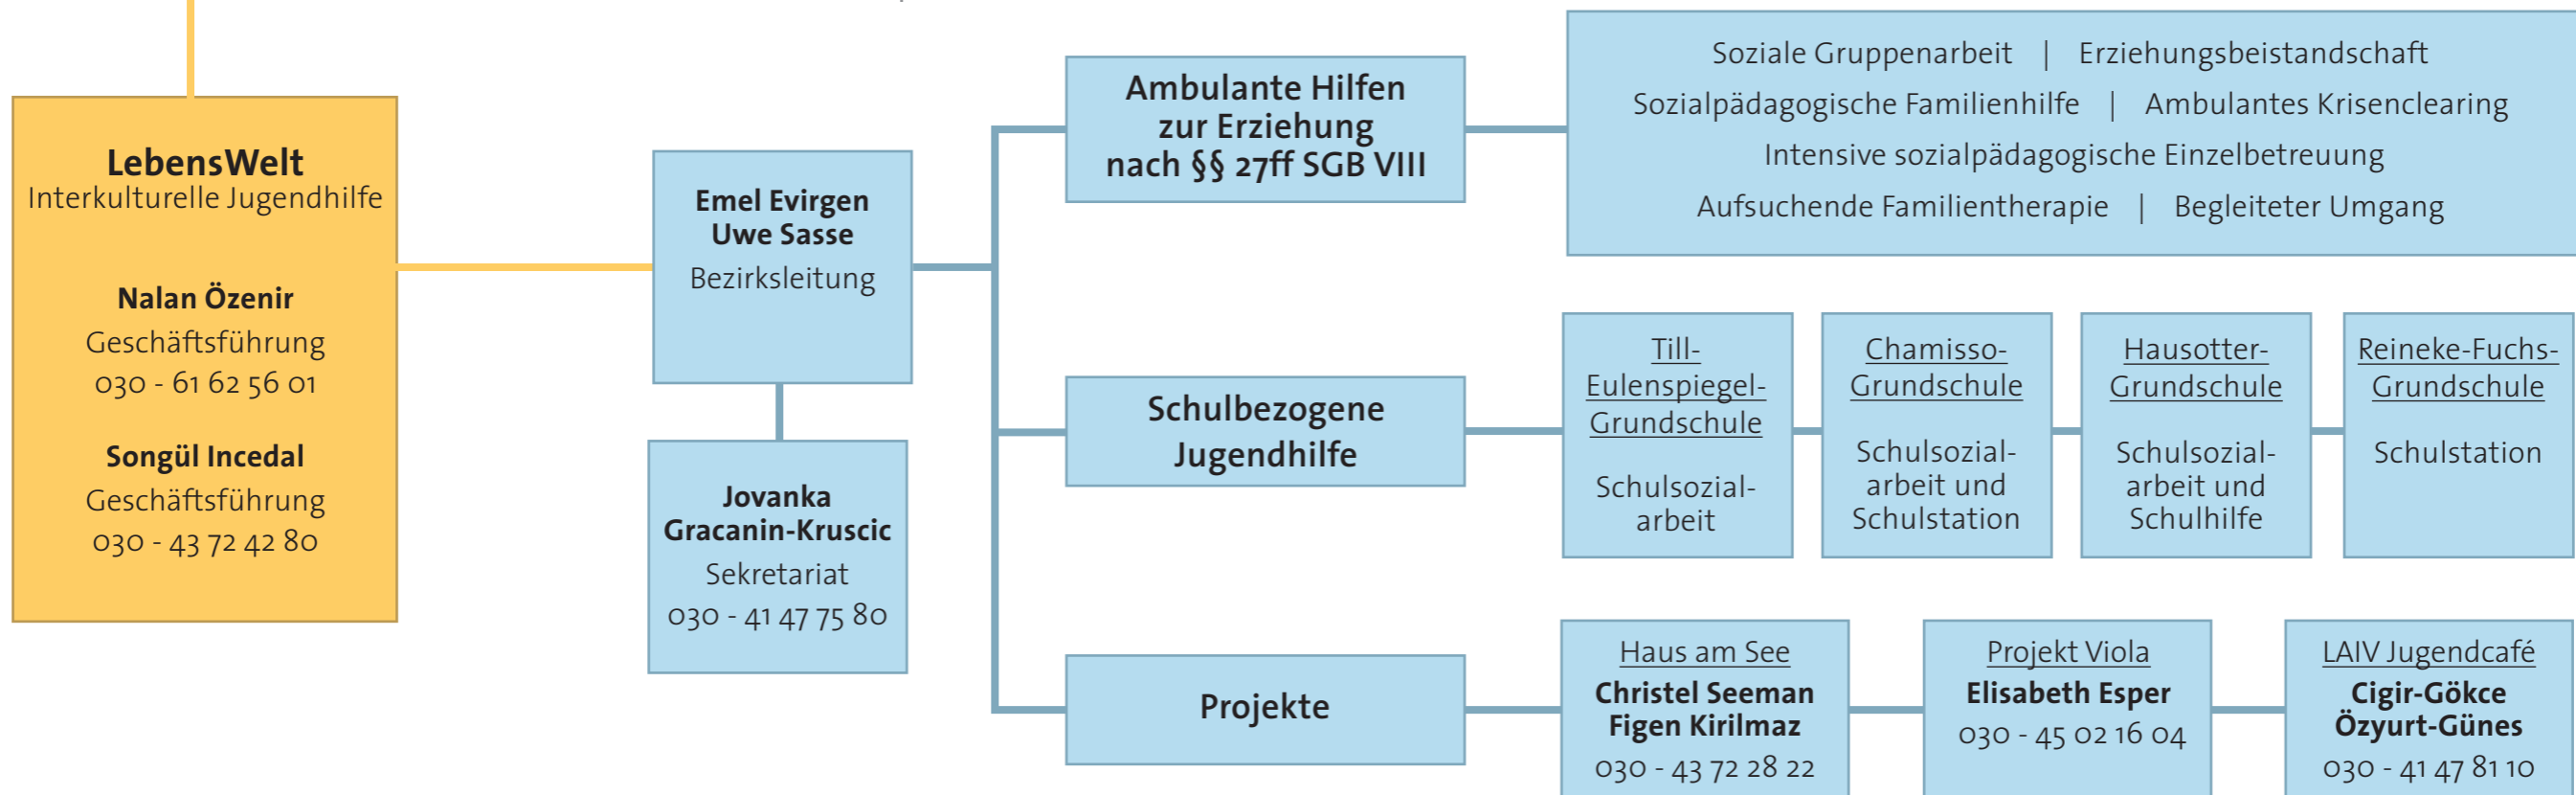 LebensWelt
Interkulturelle Jugendhilfe
Nalan Özenir
Geschäftsführung
030 - 61 62 56 01
Songül Incedal
Geschäftsführung
030 - 43 72 42 80
Emel Evirgen
Uwe Sasse
Bezirksleitung
Jovanka
Gracanin-Kruscic
Sekretariat
030 - 41 47 75 80
Ambulante Hilfen
zur Erziehung
nach §§ 27ff SGB VIII
Soziale Gruppenarbeit | Erziehungsbeistandschaft
Sozialpädagogische Familienhilfe | Ambulantes Krisenclearing
Intensive sozialpädagogische Einzelbetreuung
Aufsuchende Familientherapie | Begleiteter Umgang
Schulbezogene
Jugendhilfe
Till-
Eulenspiegel-
Grundschule
Schulsozial-
arbeit
Chamisso-
Grundschule
Schulsozial-
arbeit und
Schulstation
Hausotter-
Grundschule
Schulsozial-
arbeit und
Schulhilfe
Reineke-Fuchs-
Grundschule
Schulstation
Projekte
Haus am See
Christel Seeman
Figen Kirilmaz
030 - 43 72 28 22
Projekt Viola
Elisabeth Esper
030 - 45 02 16 04
LAIV Jugendcafé
Cigir-Gökce
Özyurt-Günes
030 - 41 47 81 10